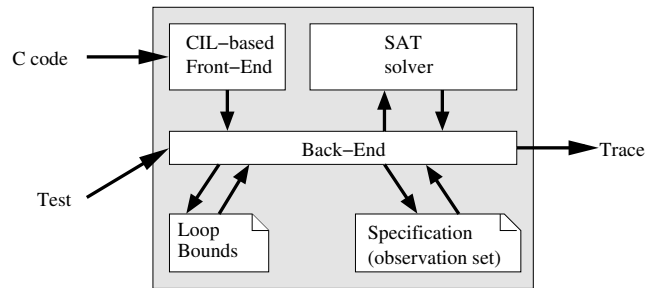 C code
CIL−based
Front−End
SAT
solver
Back−End
Trace
Test
Loop
Bounds
Specification
(observation set)